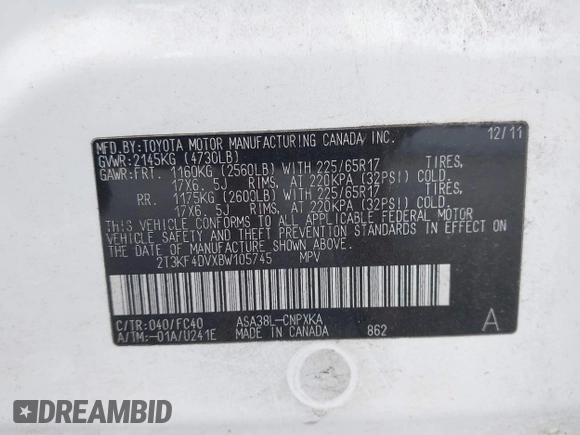 MFD.BY:TOYOTA MOTOR MANUFACTURING CANADA INC. 12/11
GVWR:2145KG (4730LB)
GAWR:FRT. 1160KG (2560LB) WITH 225/65R17 TIRES,
17X6.5J RIMS, AT 220KPA (32PSI) COLD.
RR. 1175KG (2600LB) WITH 225/65R17 TIRES,
17X6.5J RIMS, AT 220KPA (32PSI) COLD.
THIS VEHICLE CONFORMS TO ALL APPLICABLE FEDERAL MOTOR
VEHICLE SAFETY AND THEFT PREVENTION STANDARDS IN EFFECT ON
THE DATE OF MANUFACTURE SHOWN ABOVE.
2T3KF4DVXBW105745 MPV
C/TR:040/FC40 ASA38L-CNPXKA A
A/TM:-01A/U241E MADE IN CANADA 862
DREAMBID